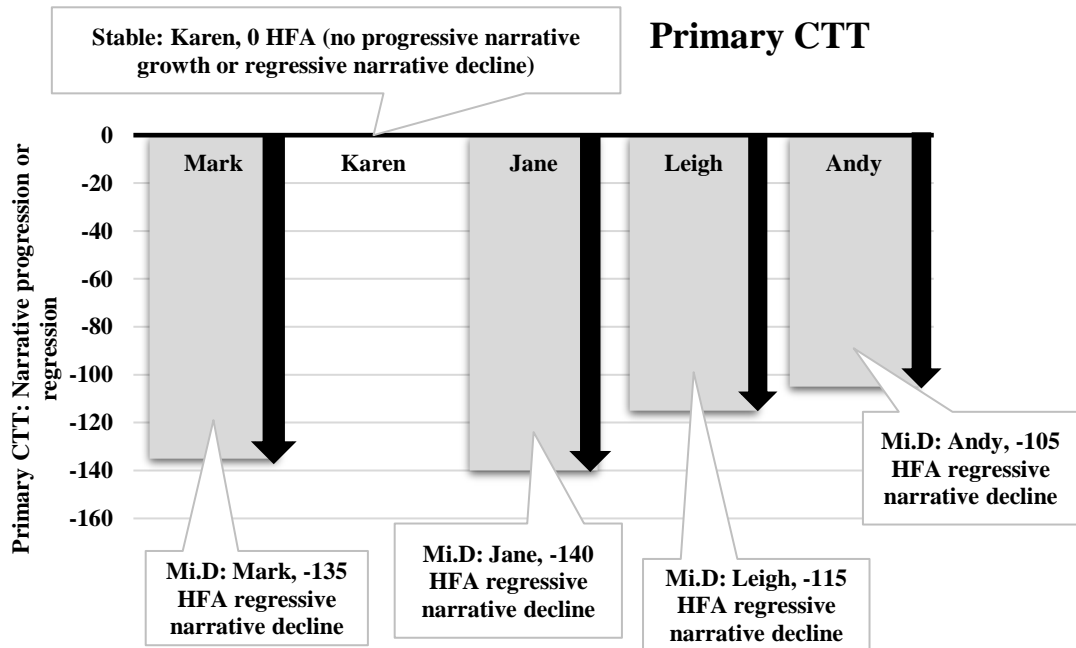 Stable: Karen, 0 HFA (no progressive narrative
growth or regressive narrative decline)
Primary CTT
Primary CTT: Narrative progression or
regression
0
-20
-40
-60
-80
-100
-120
-140
-160
Mark
Karen
Jane
Leigh
Andy
Mi.D: Mark, -135
HFA regressive
narrative decline
Mi.D: Jane, -140
HFA regressive
narrative decline
Mi.D: Leigh, -115
HFA regressive
narrative decline
Mi.D: Andy, -105
HFA regressive
narrative decline